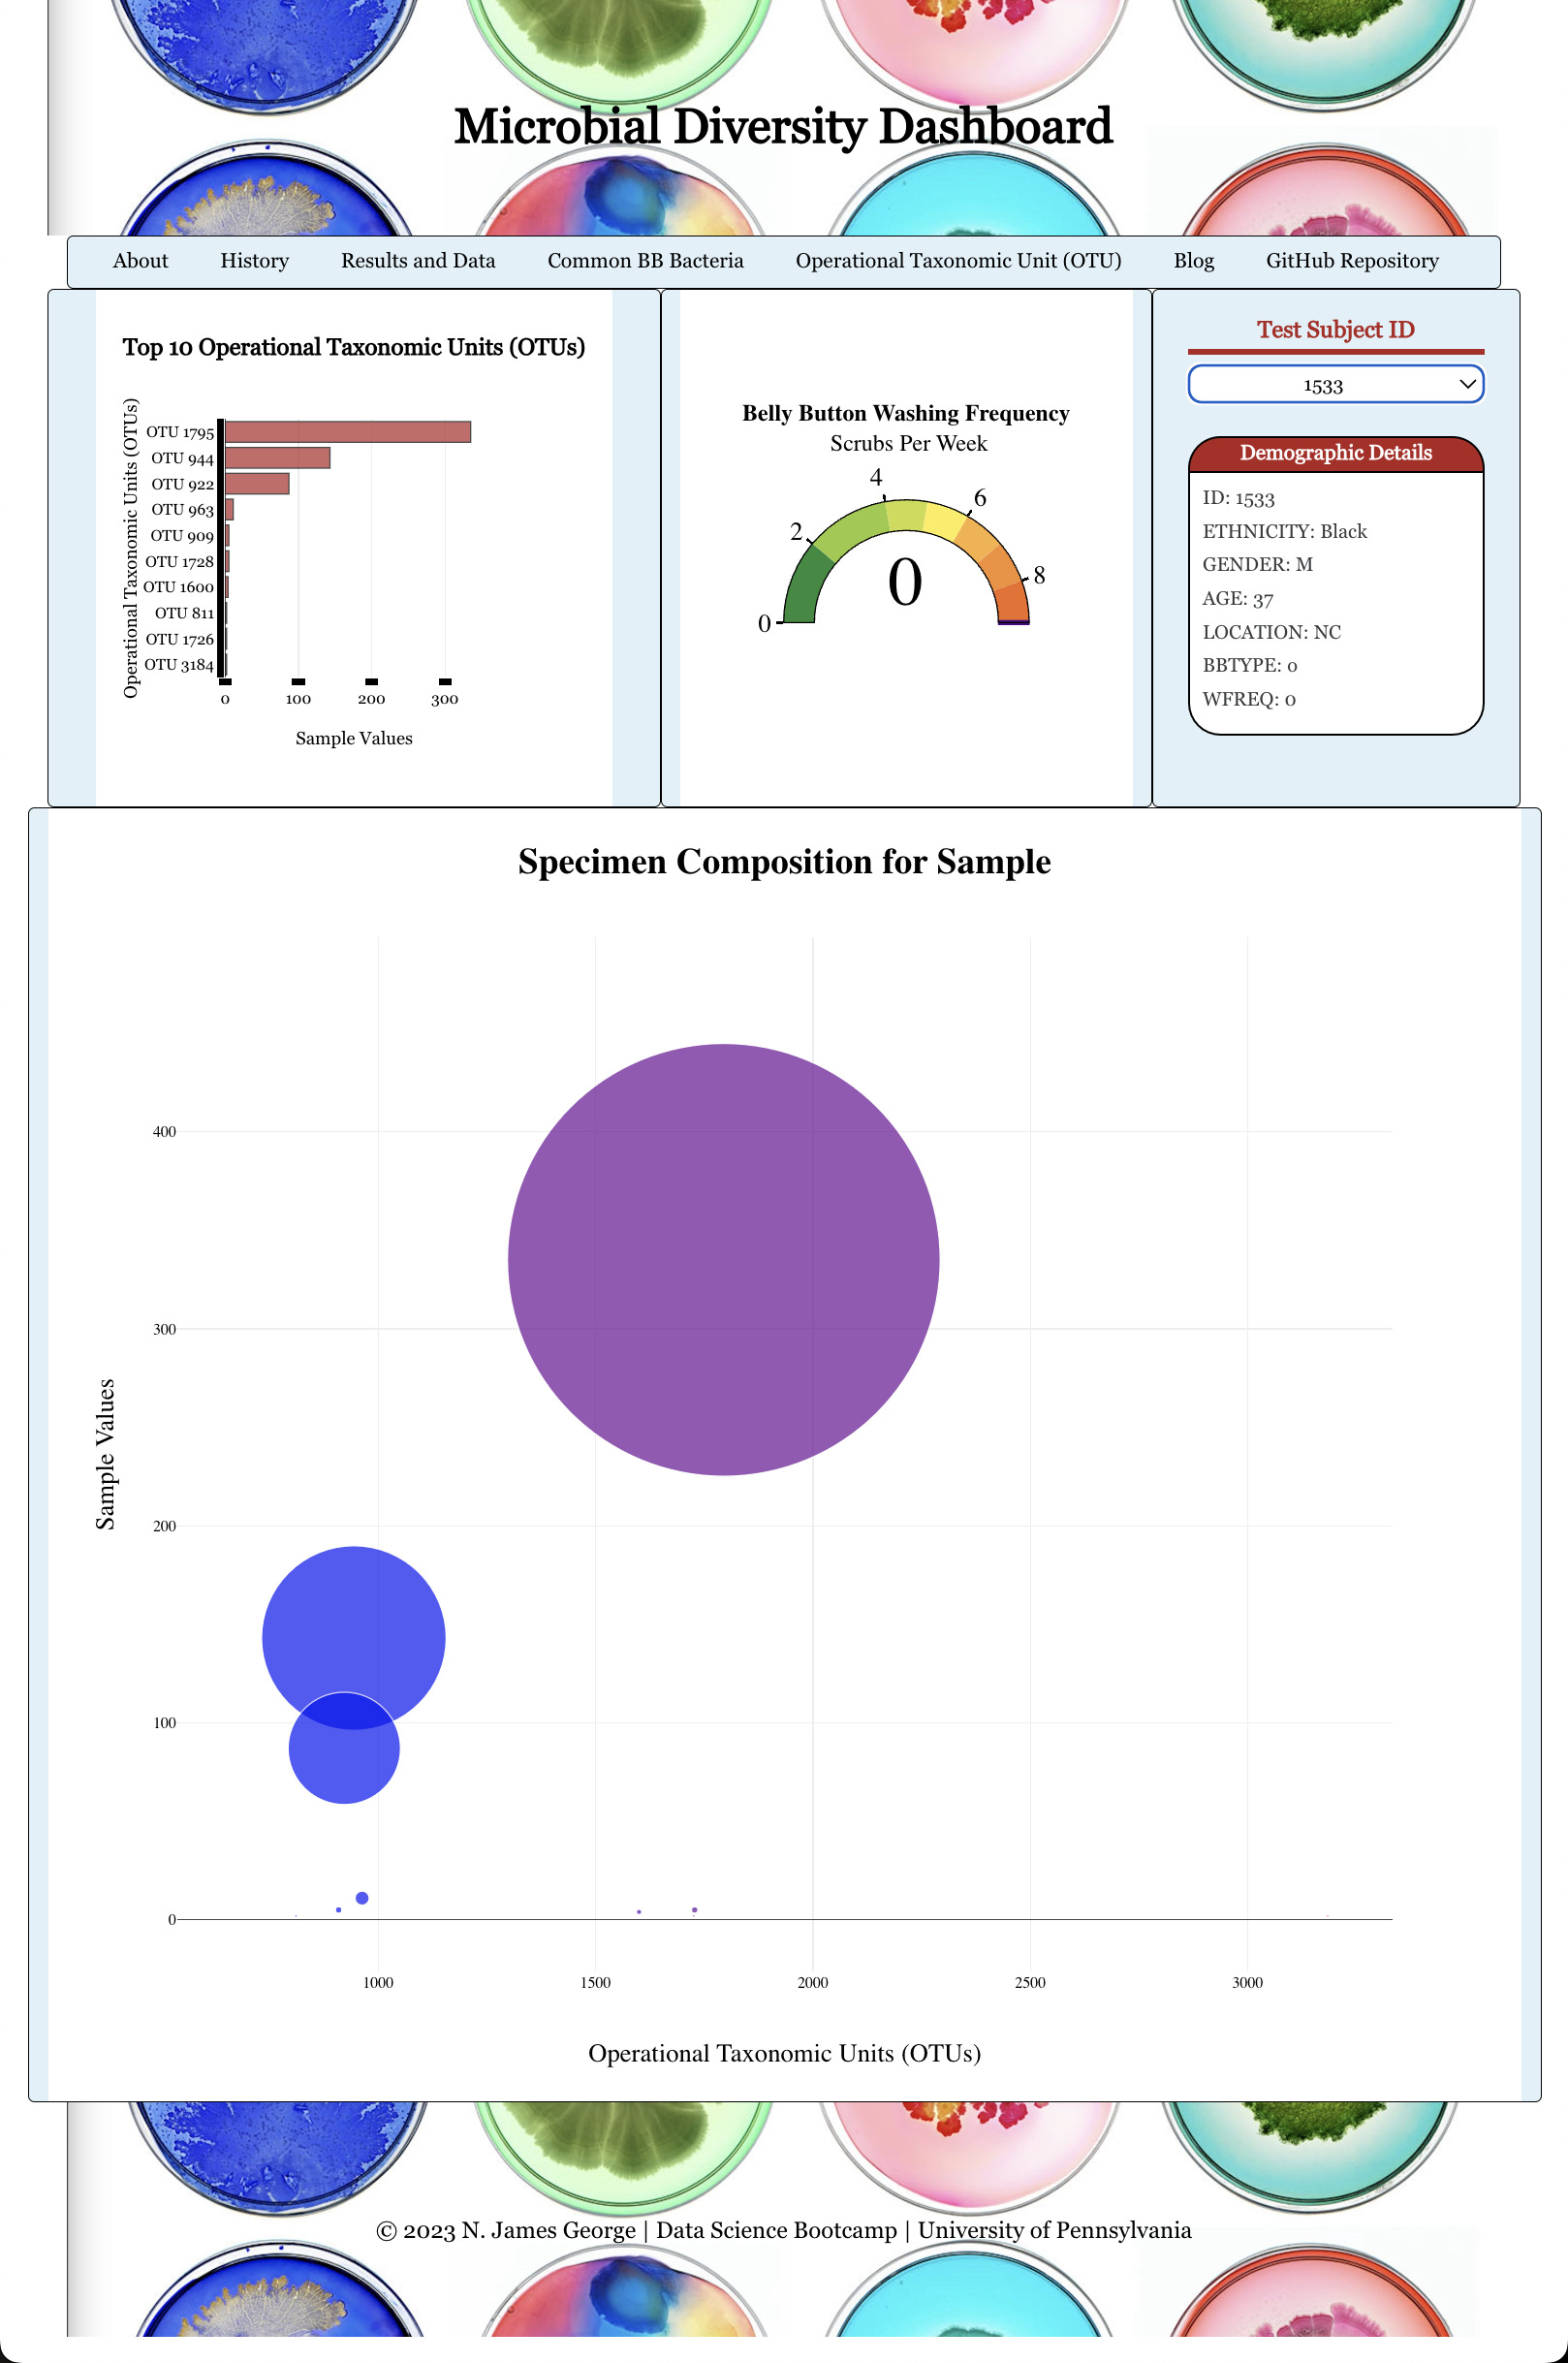 Microbial Diversity Dashboard
About History Results and Data Common BB Bacteria Operational Taxonomic Unit (OTU) Blog GitHub Repository
Top 10 Operational Taxonomic Units (OTUs)
Operational Taxonomic Units (OTUs)
OTU 1795
OTU 944
OTU 922
OTU 963
OTU 909
OTU 1728
OTU 1600
OTU 811
OTU 1726
OTU 3184
0 100 200 300
Sample Values
Belly Button Washing Frequency
Scrubs Per Week
0 2 4 6 8
0
Test Subject ID
1533
Demographic Details
ID: 1533
ETHNICITY: Black
GENDER: M
AGE: 37
LOCATION: NC
BBTYPE: 0
WFREQ: 0
Specimen Composition for Sample
Sample Values
400
300
200
100
0
1000 1500 2000 2500 3000
Operational Taxonomic Units (OTUs)
© 2023 N. James George | Data Science Bootcamp | University of Pennsylvania